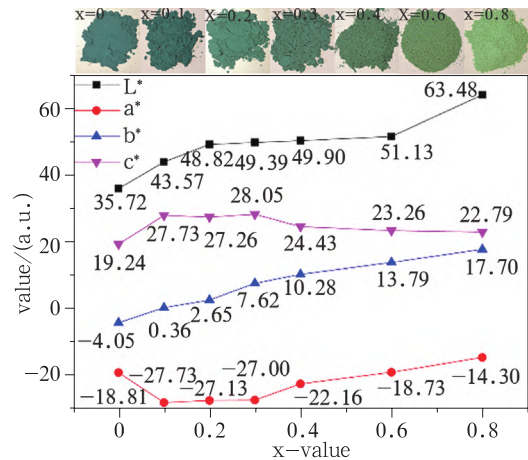 x=0 x=0.1 x=0.2 x=0.3 x=0.4 x=0.6 x=0.8
60
40
20
0
−20
value/(a.u.)
L*
a*
b*
c*
35.72 43.57 48.82 49.39 49.90 51.13 63.48
19.24 27.73 27.26 28.05 24.43 23.26 22.79
−4.05 0.36 2.65 7.62 10.28 13.79 17.70
−18.81 −27.73 −27.13 −27.00 −22.16 −18.73 −14.30
0 0.2 0.4 0.6 0.8
x−value